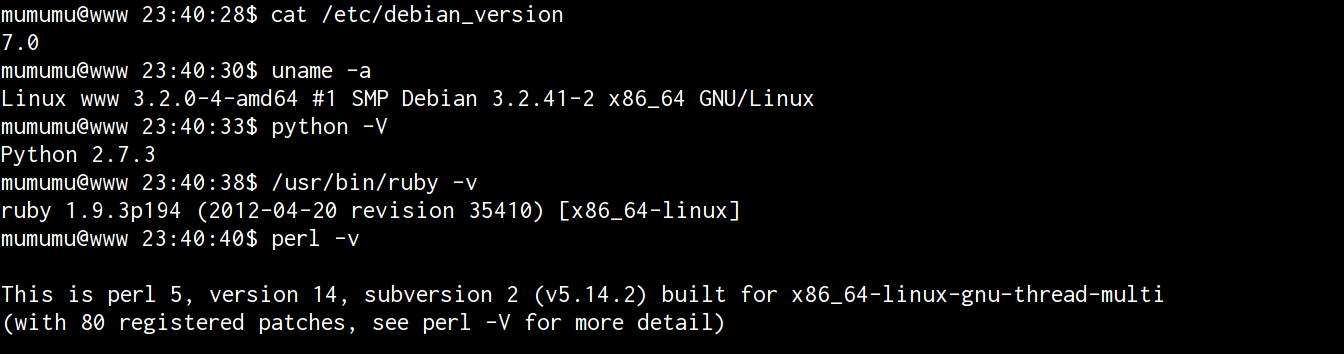 mumumu@www 23:40:28$ cat /etc/debian_version
7.0
mumumu@www 23:40:30$ uname -a
Linux www 3.2.0-4-amd64 #1 SMP Debian 3.2.41-2 x86_64 GNU/Linux
mumumu@www 23:40:33$ python -V
Python 2.7.3
mumumu@www 23:40:38$ /usr/bin/ruby -v
ruby 1.9.3p194 (2012-04-20 revision 35410) [x86_64-linux]
mumumu@www 23:40:40$ perl -v
This is perl 5, version 14, subversion 2 (v5.14.2) built for x86_64-linux-gnu-thread-multi
(with 80 registered patches, see perl -V for more detail)